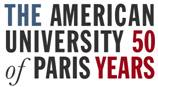 THE AMERICAN
UNIVERSITY 50
of PARIS YEARS